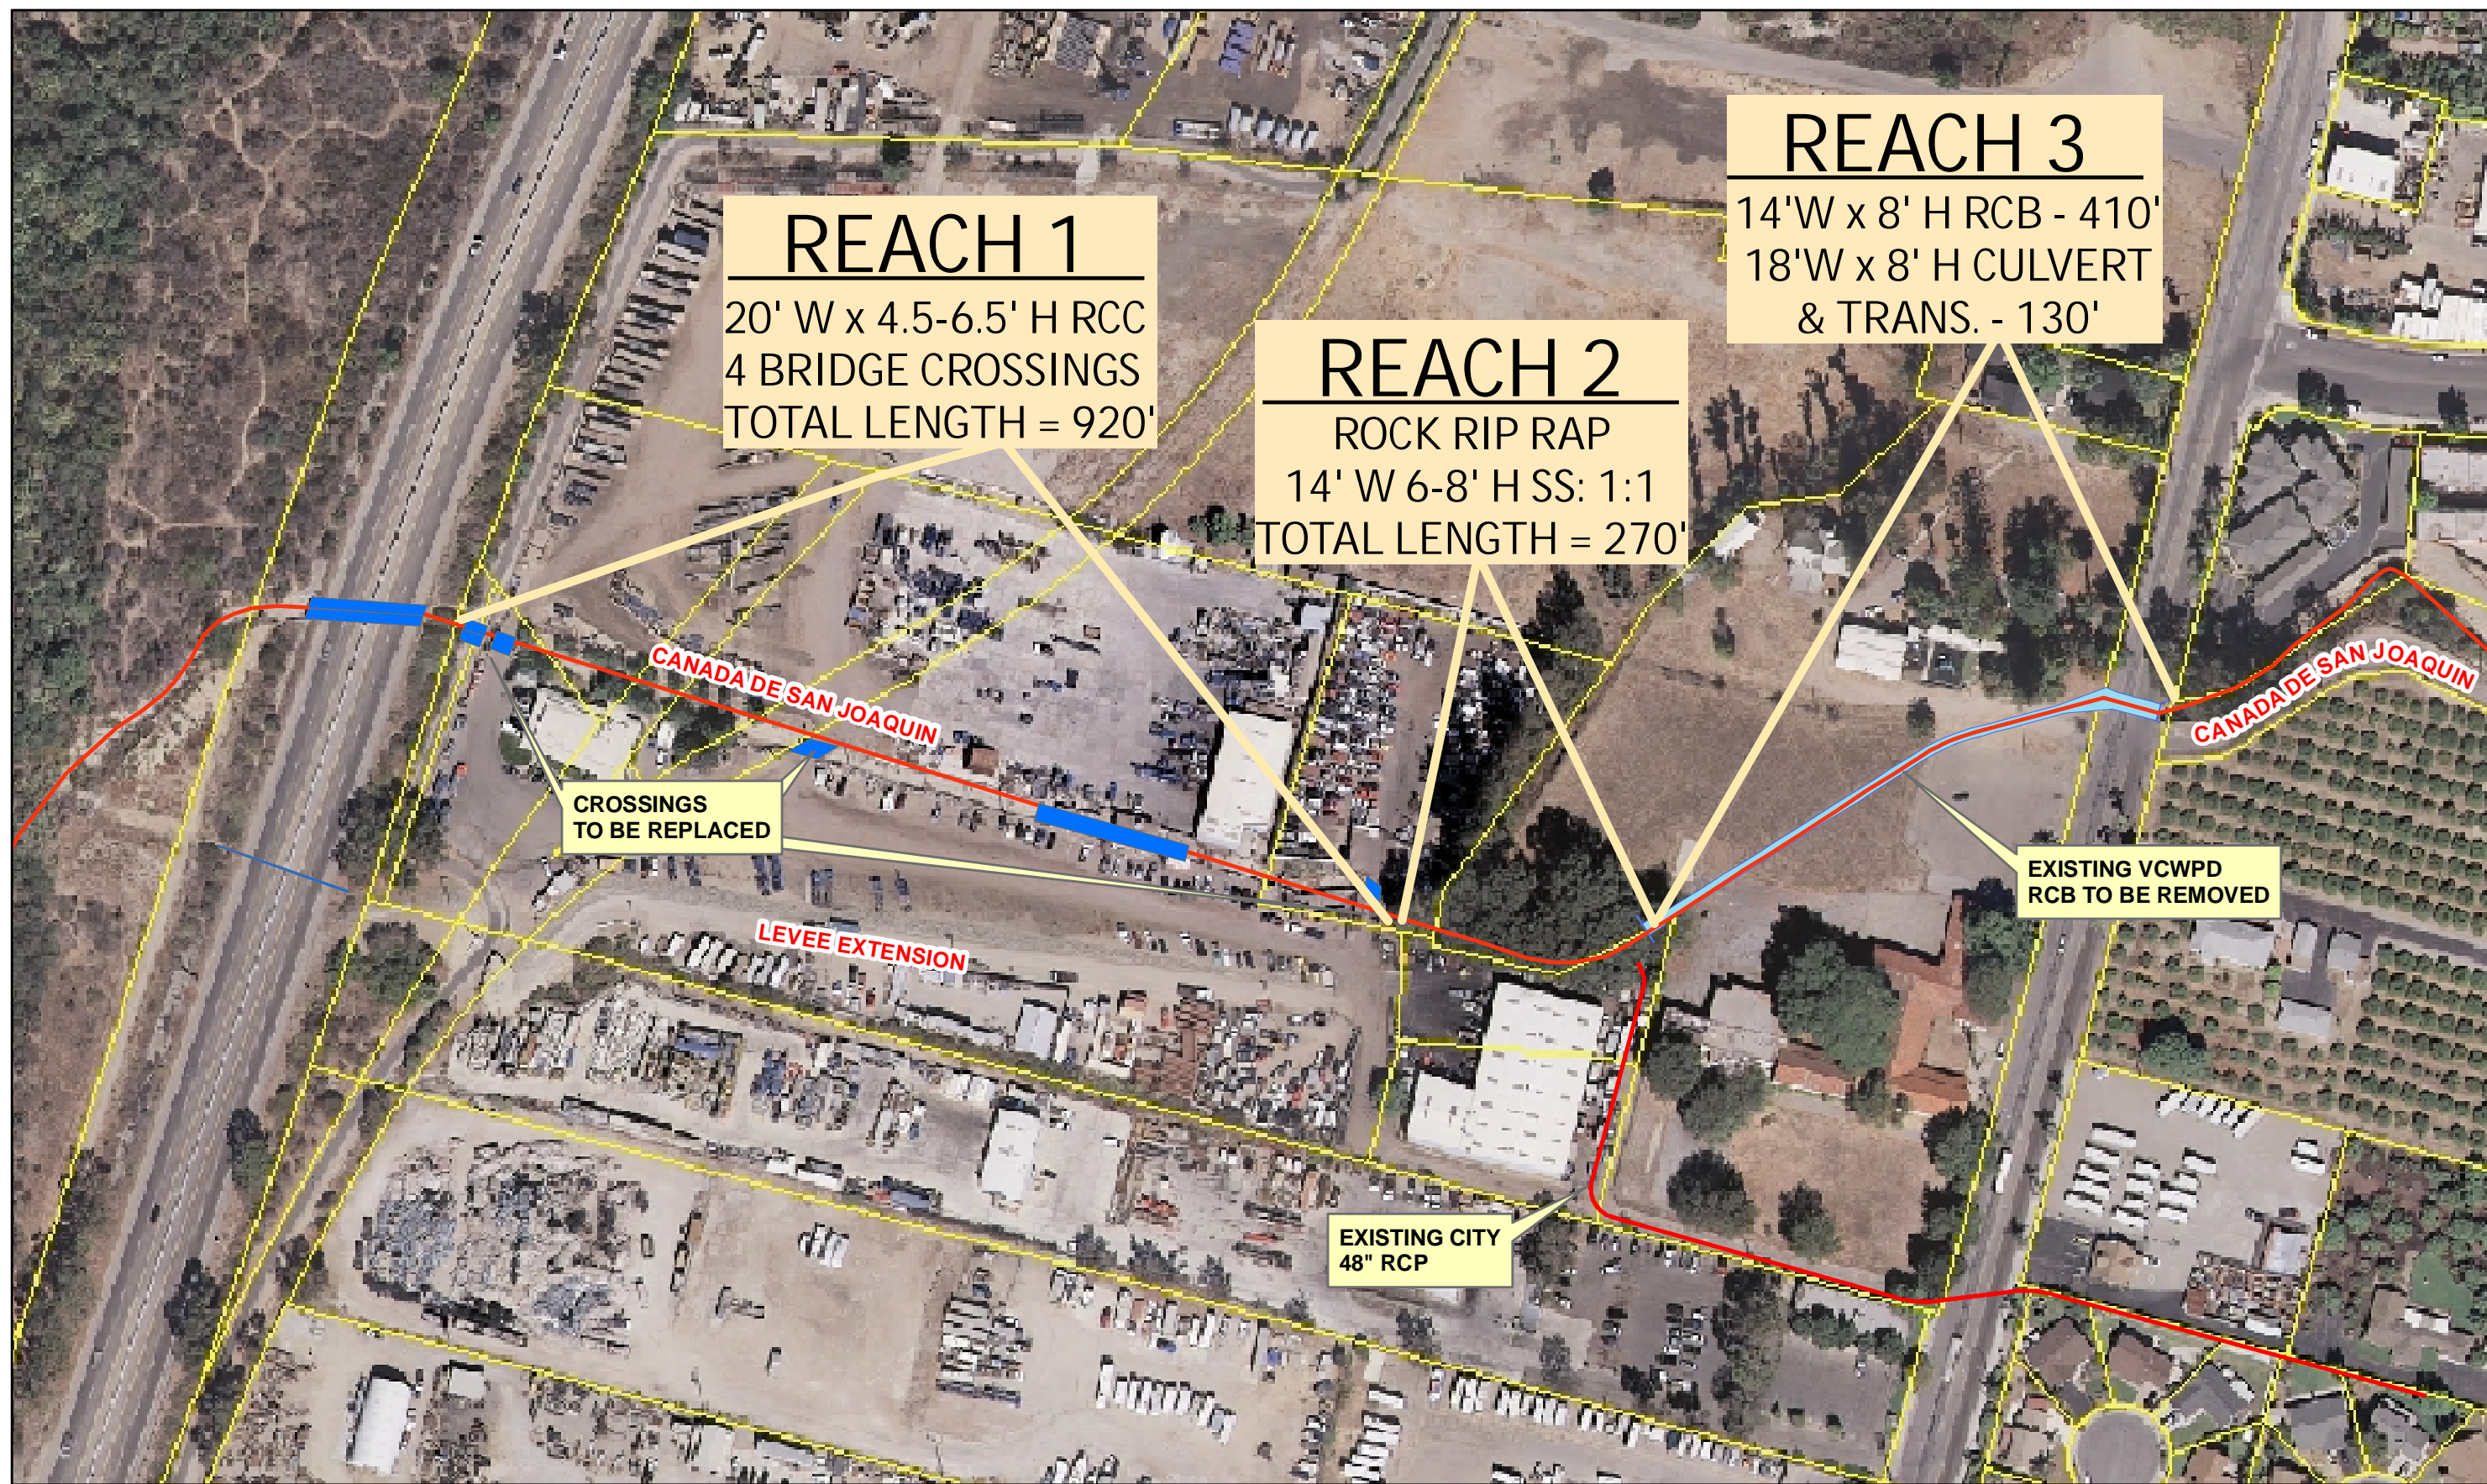 REACH 1
20' W x 4.5-6.5' H RCC
4 BRIDGE CROSSINGS
TOTAL LENGTH = 920'
REACH 2
ROCK RIP RAP
14' W 6-8' H SS: 1:1
TOTAL LENGTH = 270'
REACH 3
14'W x 8' H RCB - 410'
18'W x 8' H CULVERT
& TRANS. - 130'
CANADA DE SAN JOAQUIN
CANADA DE SAN JOAQUIN
CROSSINGS
TO BE REPLACED
EXISTING VCWPD
RCB TO BE REMOVED
LEVEE EXTENSION
EXISTING CITY
48" RCP